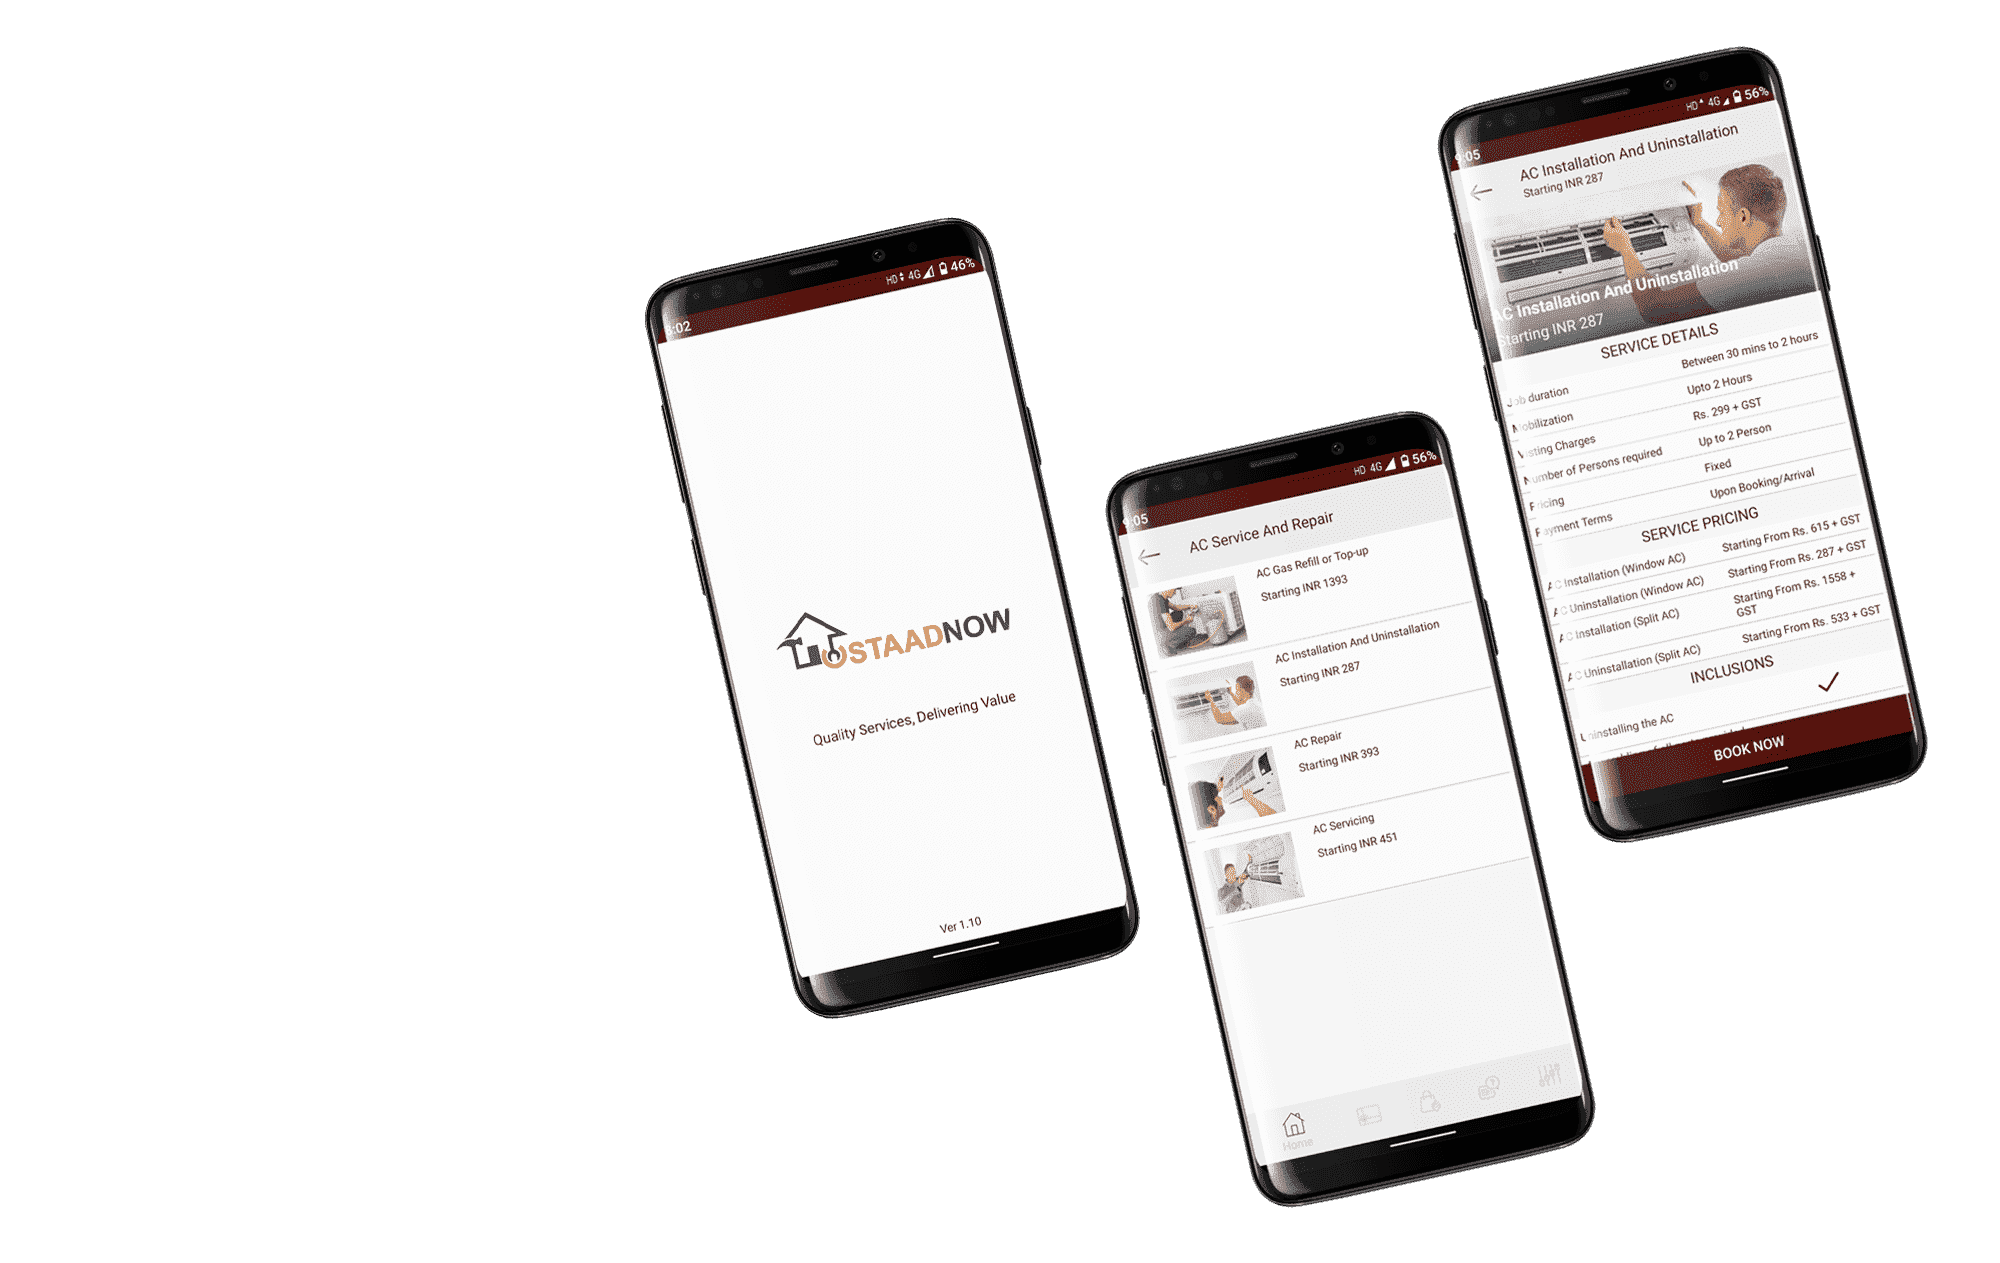 8:02
HD 4G 46%
OSTAADNOW
Quality Services, Delivering Value
Ver 1.10
9:05
HD 4G 56%
AC Service And Repair
AC Gas Refill or Top-up
Starting INR 1393
AC Installation And Uninstallation
Starting INR 287
AC Repair
Starting INR 393
AC Servicing
Starting INR 451
Home
9:05
HD 4G 56%
AC Installation And Uninstallation
Starting INR 287
AC Installation And Uninstallation
Starting INR 287
SERVICE DETAILS
Job duration Between 30 mins to 2 hours
Mobilization Upto 2 Hours
Visting Charges Rs. 299 + GST
Number of Persons required Up to 2 Person
Pricing Fixed
Payment Terms Upon Booking/Arrival
SERVICE PRICING
AC Installation (Window AC) Starting From Rs. 615 + GST
AC Uninstallation (Window AC) Starting From Rs. 287 + GST
AC Installation (Split AC) Starting From Rs. 1558 +
GST
AC Uninstallation (Split AC) Starting From Rs. 533 + GST
INCLUSIONS
Uninstalling the AC
BOOK NOW